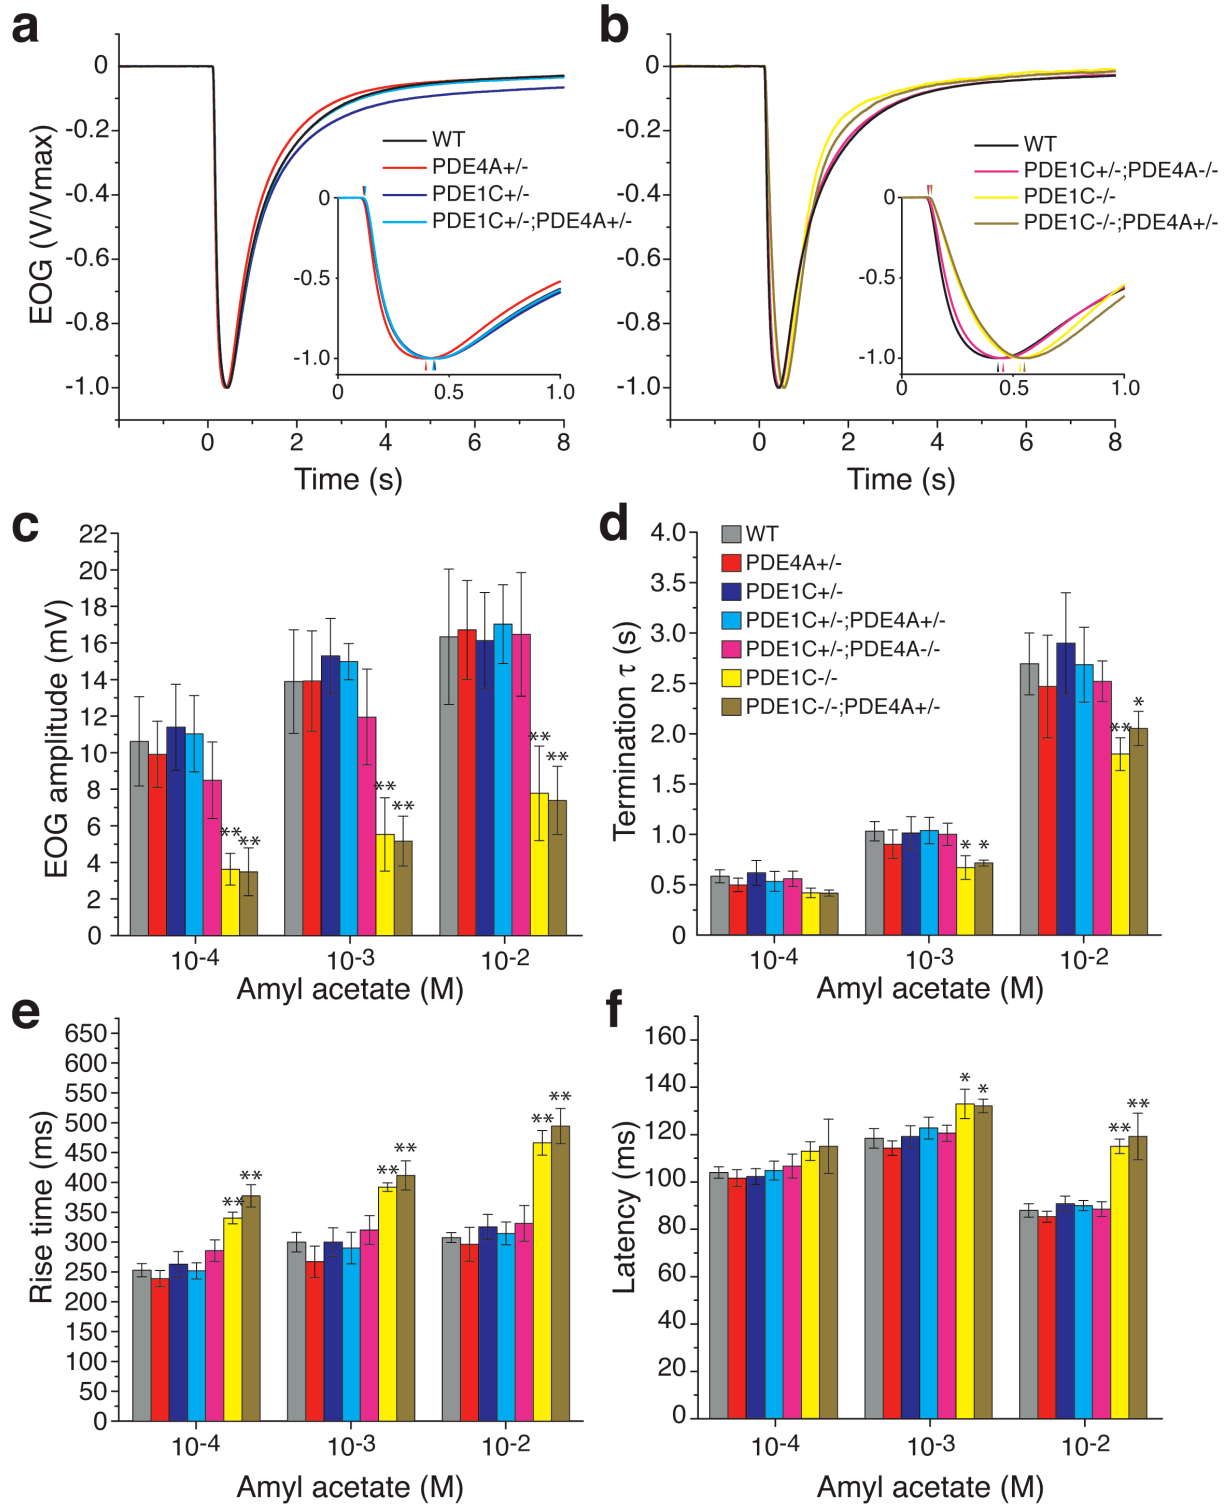 a
EOG (V/Vmax)
0
-0.2
-0.4
-0.6
-0.8
-1.0
WT
PDE4A+/-
PDE1C+/-
PDE1C+/-;PDE4A+/-
0
-0.5
-1.0
0 0.5 1.0
0 2 4 6 8
Time (s)
b
0
-0.2
-0.4
-0.6
-0.8
-1.0
WT
PDE1C+/-;PDE4A-/-
PDE1C-/-
PDE1C-/-;PDE4A+/-
0
-0.5
-1.0
0 0.5 1.0
0 2 4 6 8
Time (s)
c
EOG amplitude (mV)
22
20
18
16
14
12
10
8
6
4
2
0
** **
** **
** **
10-4 10-3 10-2
Amyl acetate (M)
d
Termination τ (s)
4.0
3.5
3.0
2.5
2.0
1.5
1.0
0.5
0
WT
PDE4A+/-
PDE1C+/-
PDE1C+/-;PDE4A+/-
PDE1C+/-;PDE4A-/-
PDE1C-/-
PDE1C-/-;PDE4A+/-
* *
** *
10-4 10-3 10-2
Amyl acetate (M)
e
Rise time (ms)
650
600
550
500
450
400
350
300
250
200
150
100
50
0
** **
** **
** **
10-4 10-3 10-2
Amyl acetate (M)
f
Latency (ms)
160
140
120
100
80
60
40
20
0
* *
** **
10-4 10-3 10-2
Amyl acetate (M)